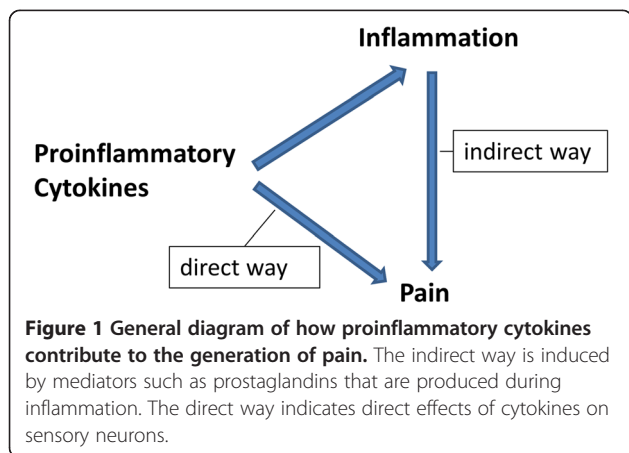 Inflammation
Proinflammatory
Cytokines
indirect way
direct way
Pain
Figure 1 General diagram of how proinflammatory cytokines
contribute to the generation of pain. The indirect way is induced
by mediators such as prostaglandins that are produced during
inflammation. The direct way indicates direct effects of cytokines on
sensory neurons.